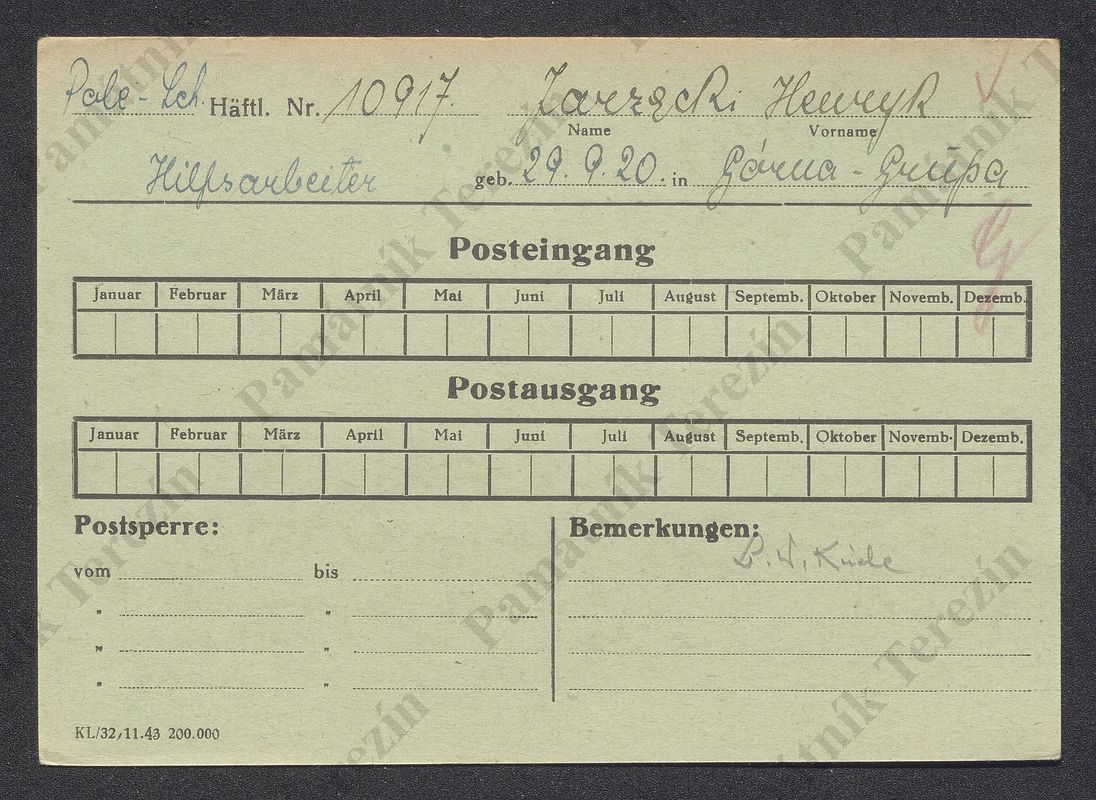 Pole - Sch. Häftl. Nr. 10917. Zarzęcki Henryk
Name Vorname
Hilfsarbeiter geb. 29. 9. 20. in Górna - Grupa
Posteingang
Januar Februar März April Mai Juni Juli August Septemb. Oktober Novemb. Dezemb.
Postausgang
Januar Februar März April Mai Juni Juli August Septemb. Oktober Novemb. Dezemb.
Postsperre: Bemerkungen:
vom bis
" "
" "
" "
KL/32, 11.43 200.000
Památník Terezín